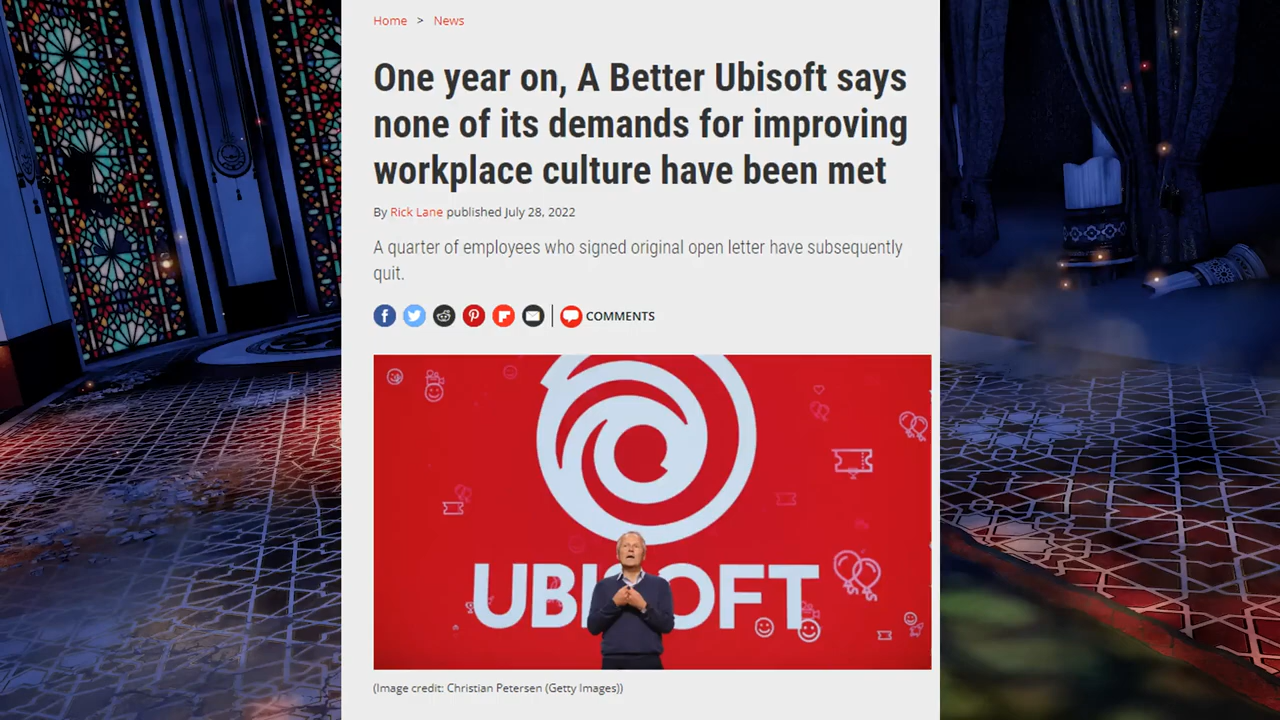 Home > News
One year on, A Better Ubisoft says
none of its demands for improving
workplace culture have been met
By Rick Lane published July 28, 2022
A quarter of employees who signed original open letter have subsequently
quit.
COMMENTS
UBISOFT
(Image credit: Christian Petersen (Getty Images))